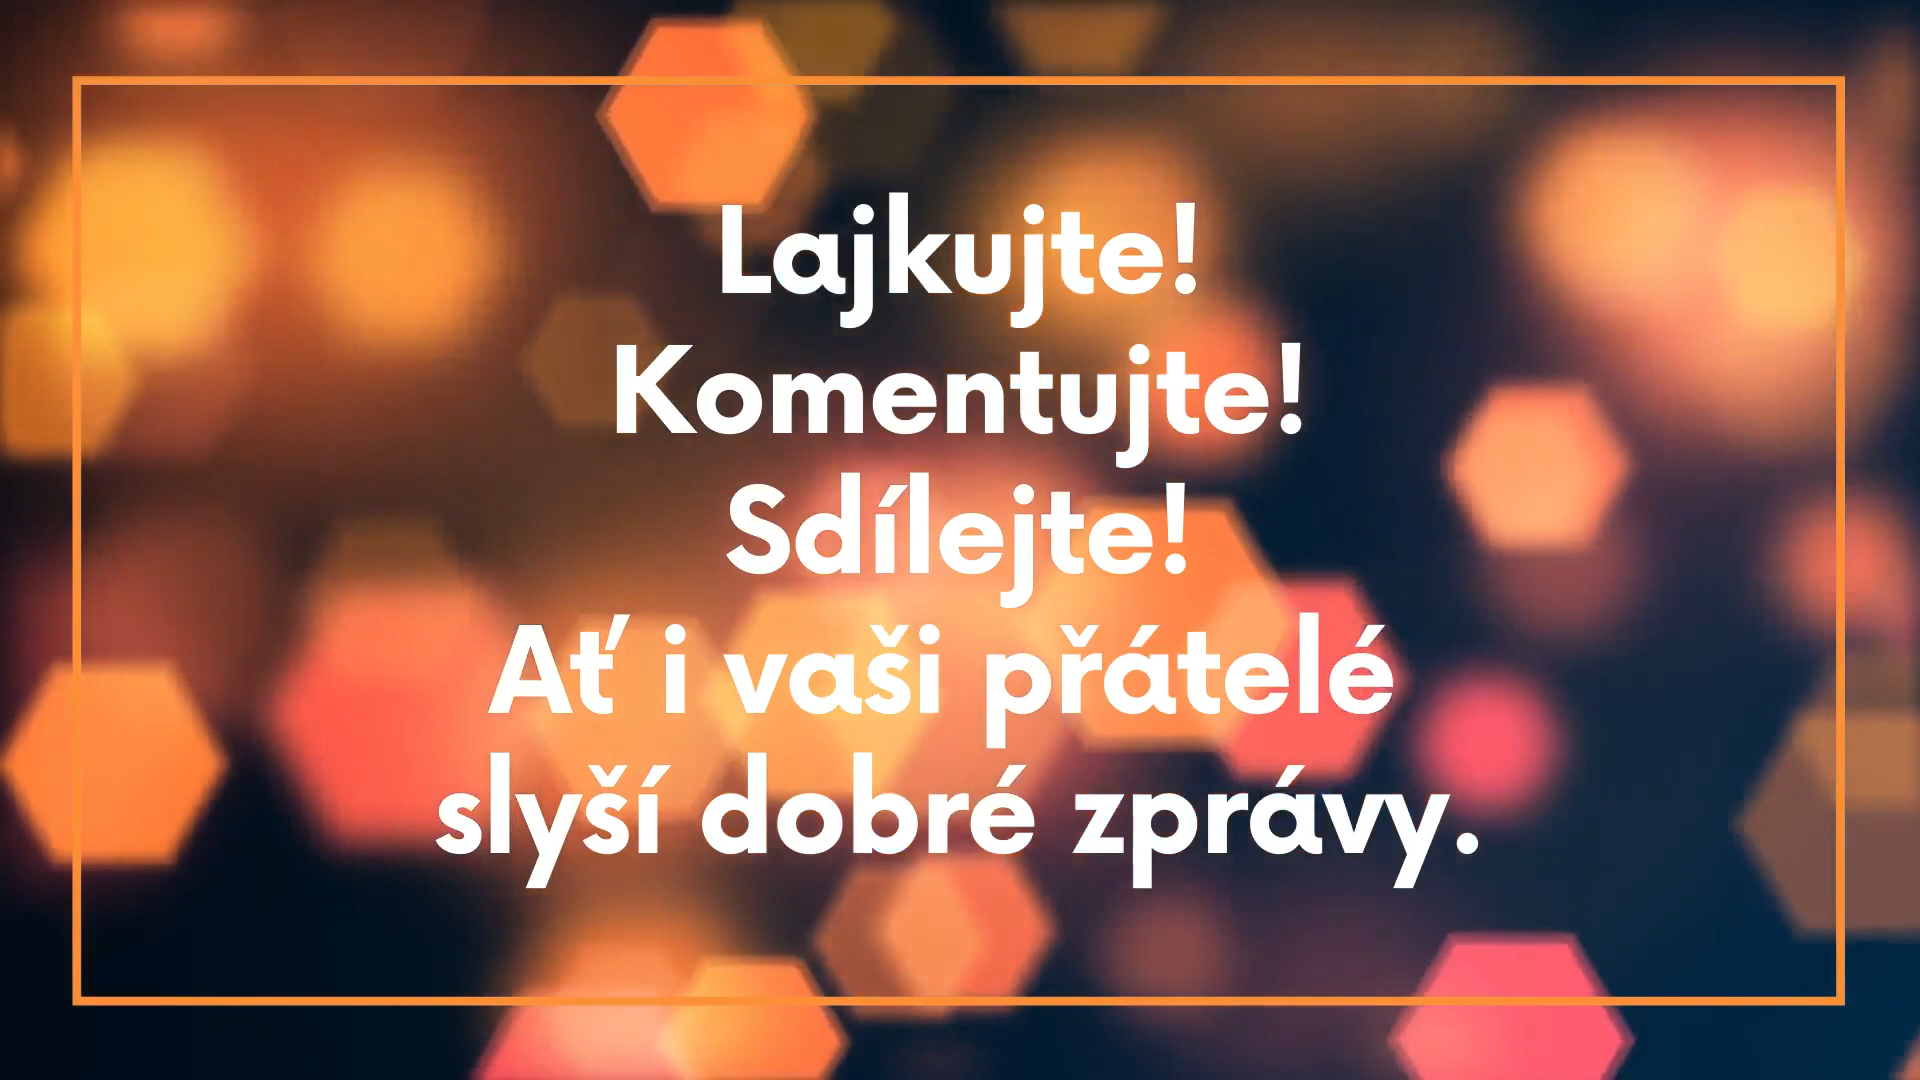 Lajkujte!
Komentujte!
Sdílejte!
Ať i vaši přátelé
slyší dobré zprávy.